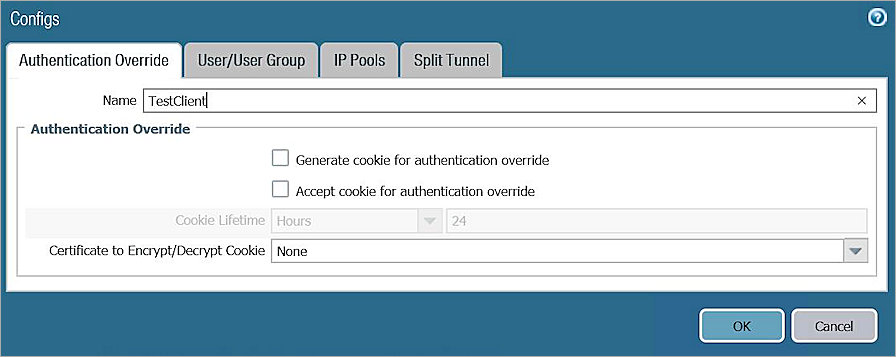 Configs
Authentication Override User/User Group IP Pools Split Tunnel
Name TestClient
Authentication Override
Generate cookie for authentication override
Accept cookie for authentication override
Cookie Lifetime Hours 24
Certificate to Encrypt/Decrypt Cookie None
OK Cancel